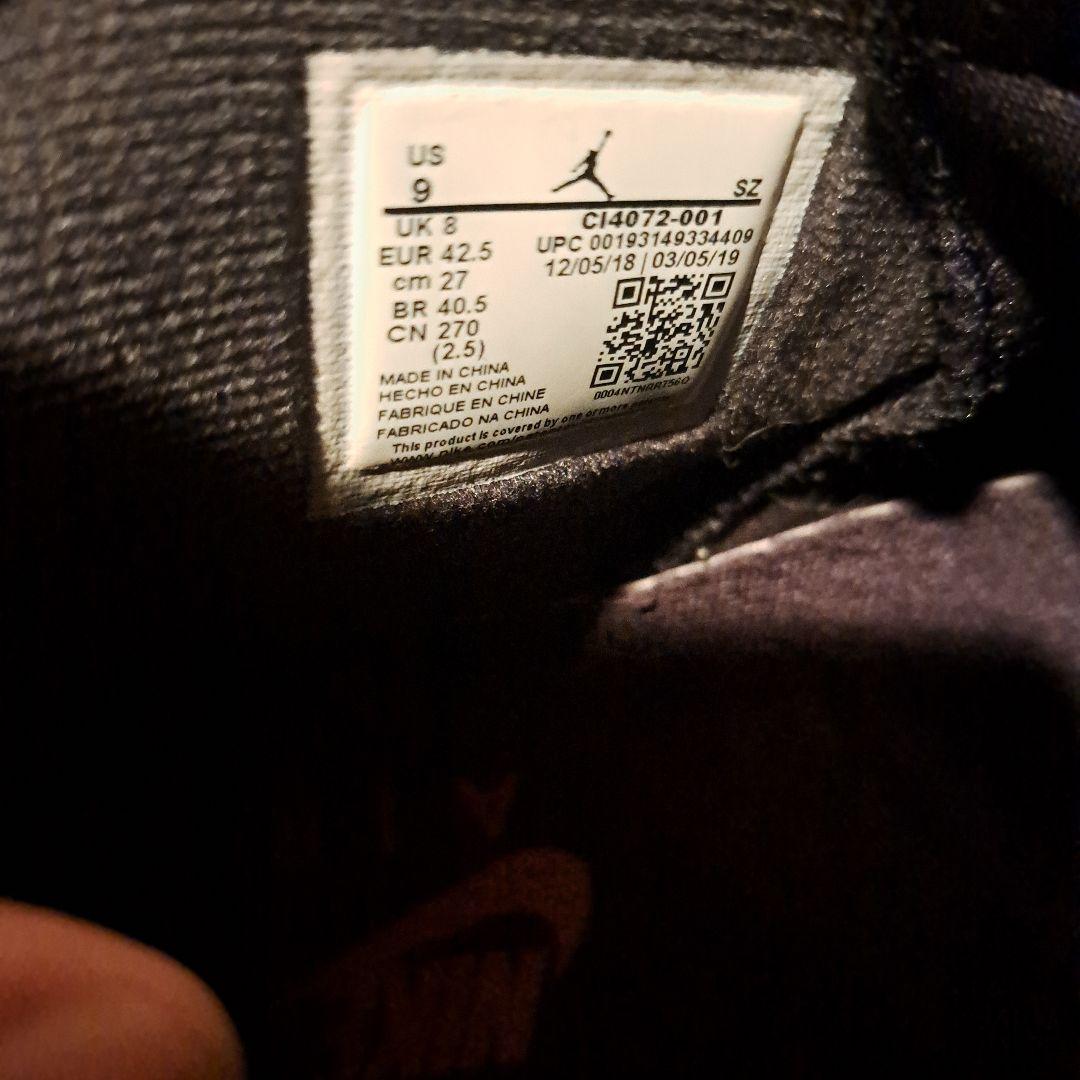 US
9
SZ
UK 8
EUR 42.5
cm 27
BR 40.5
CN 270
(2.5)
CI4072-001
UPC 00193149334409
12/05/18 | 03/05/19
MADE IN CHINA
HECHO EN CHINA
FABRIQUE EN CHINE
FABRICADO NA CHINA
0004NTNRR756O
This product is covered by one or more